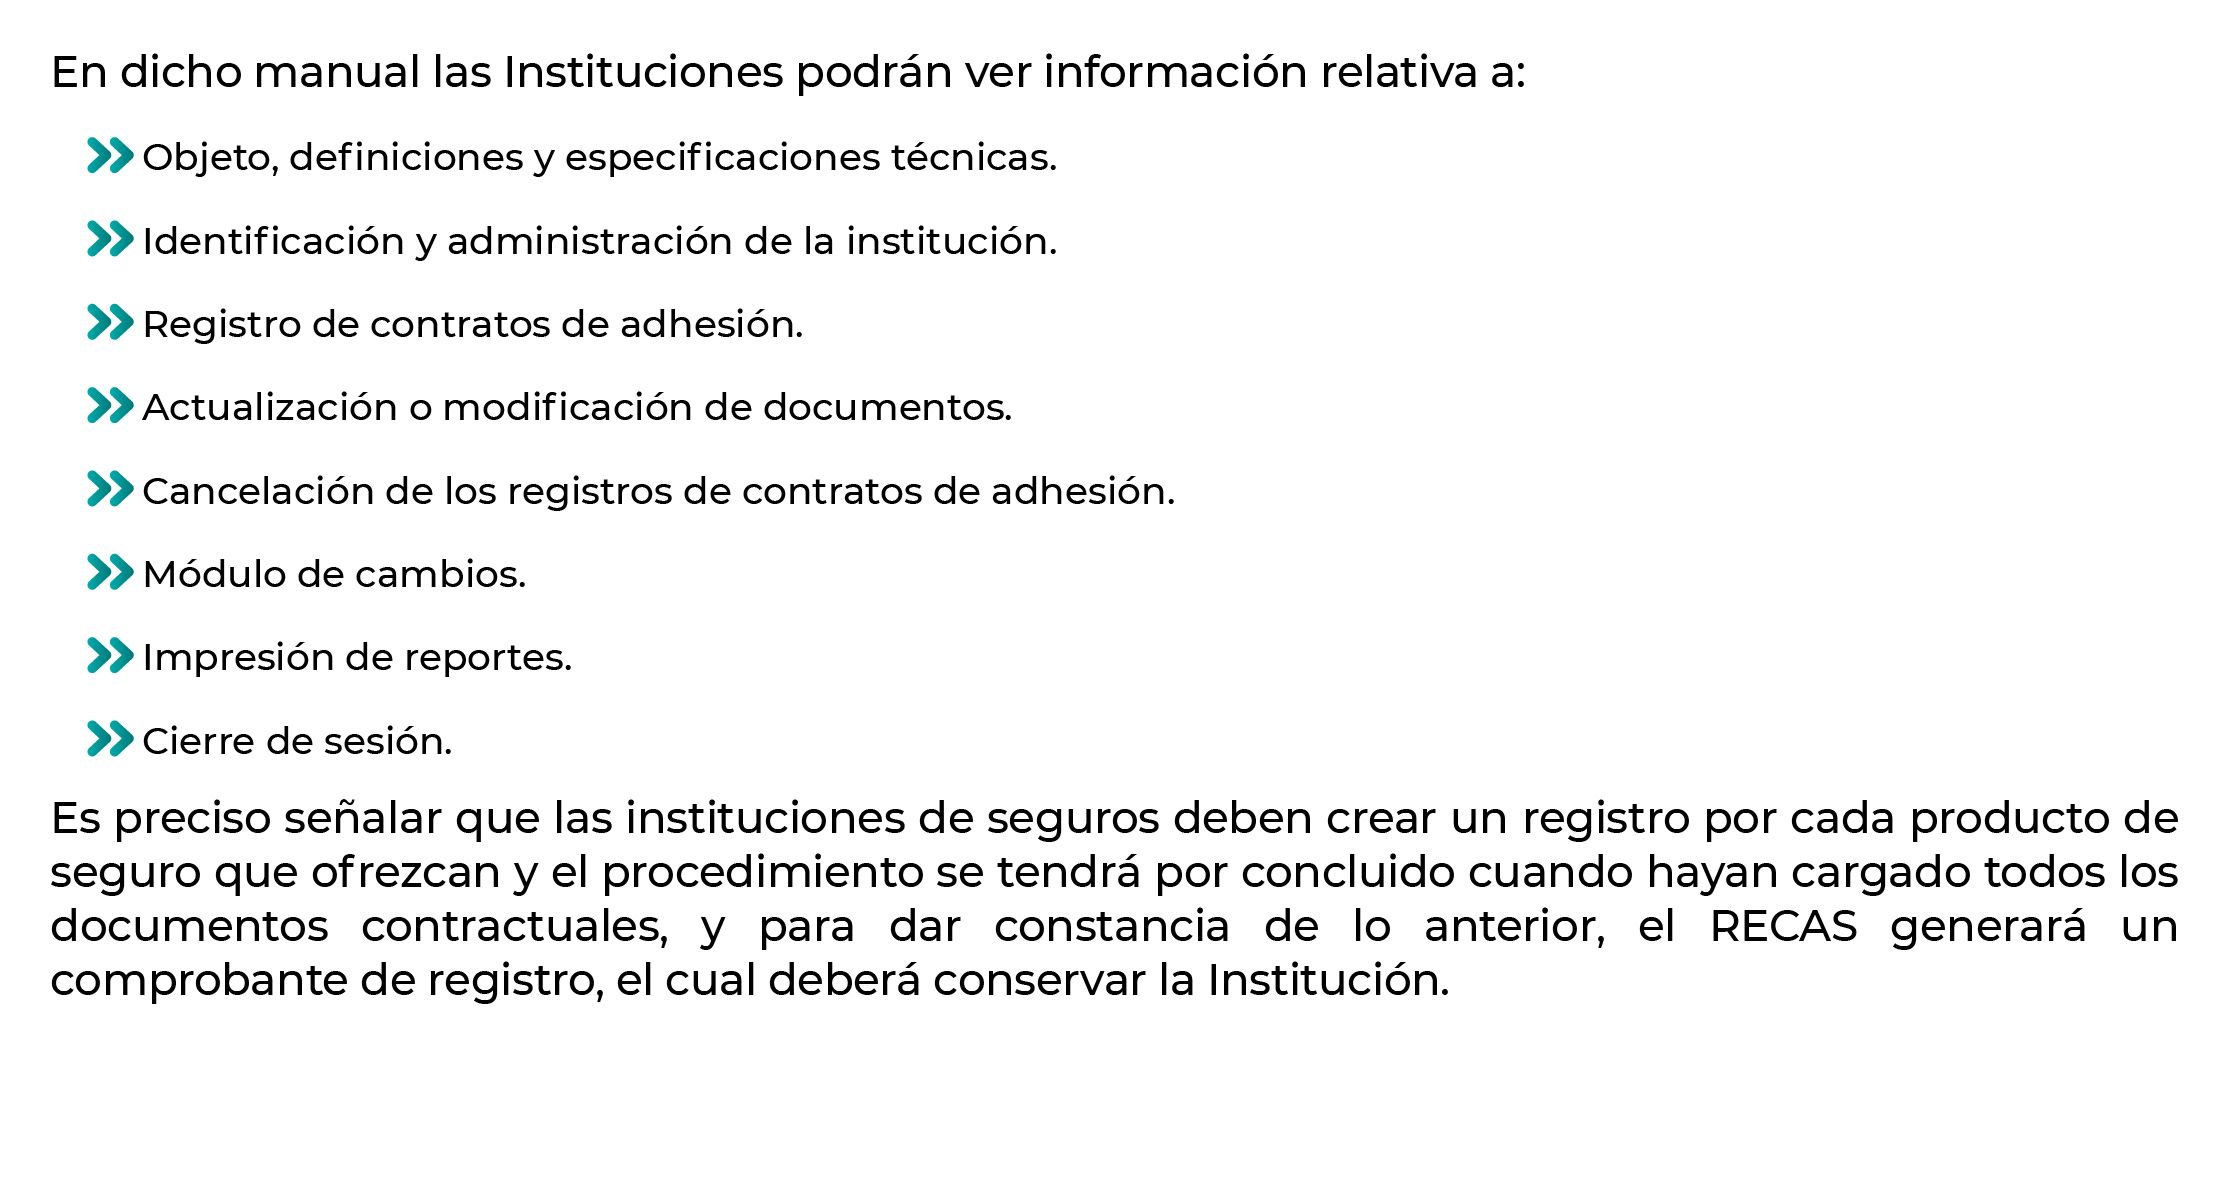 En dicho manual las Instituciones podrán ver información relativa a:
Objeto, definiciones y especificaciones técnicas.
Identificación y administración de la institución.
Registro de contratos de adhesión.
Actualización o modificación de documentos.
Cancelación de los registros de contratos de adhesión.
Módulo de cambios.
Impresión de reportes.
Cierre de sesión.
Es preciso señalar que las instituciones de seguros deben crear un registro por cada producto de
seguro que ofrezcan y el procedimiento se tendrá por concluido cuando hayan cargado todos los
documentos contractuales, y para dar constancia de lo anterior, el RECAS generará un
comprobante de registro, el cual deberá conservar la Institución.